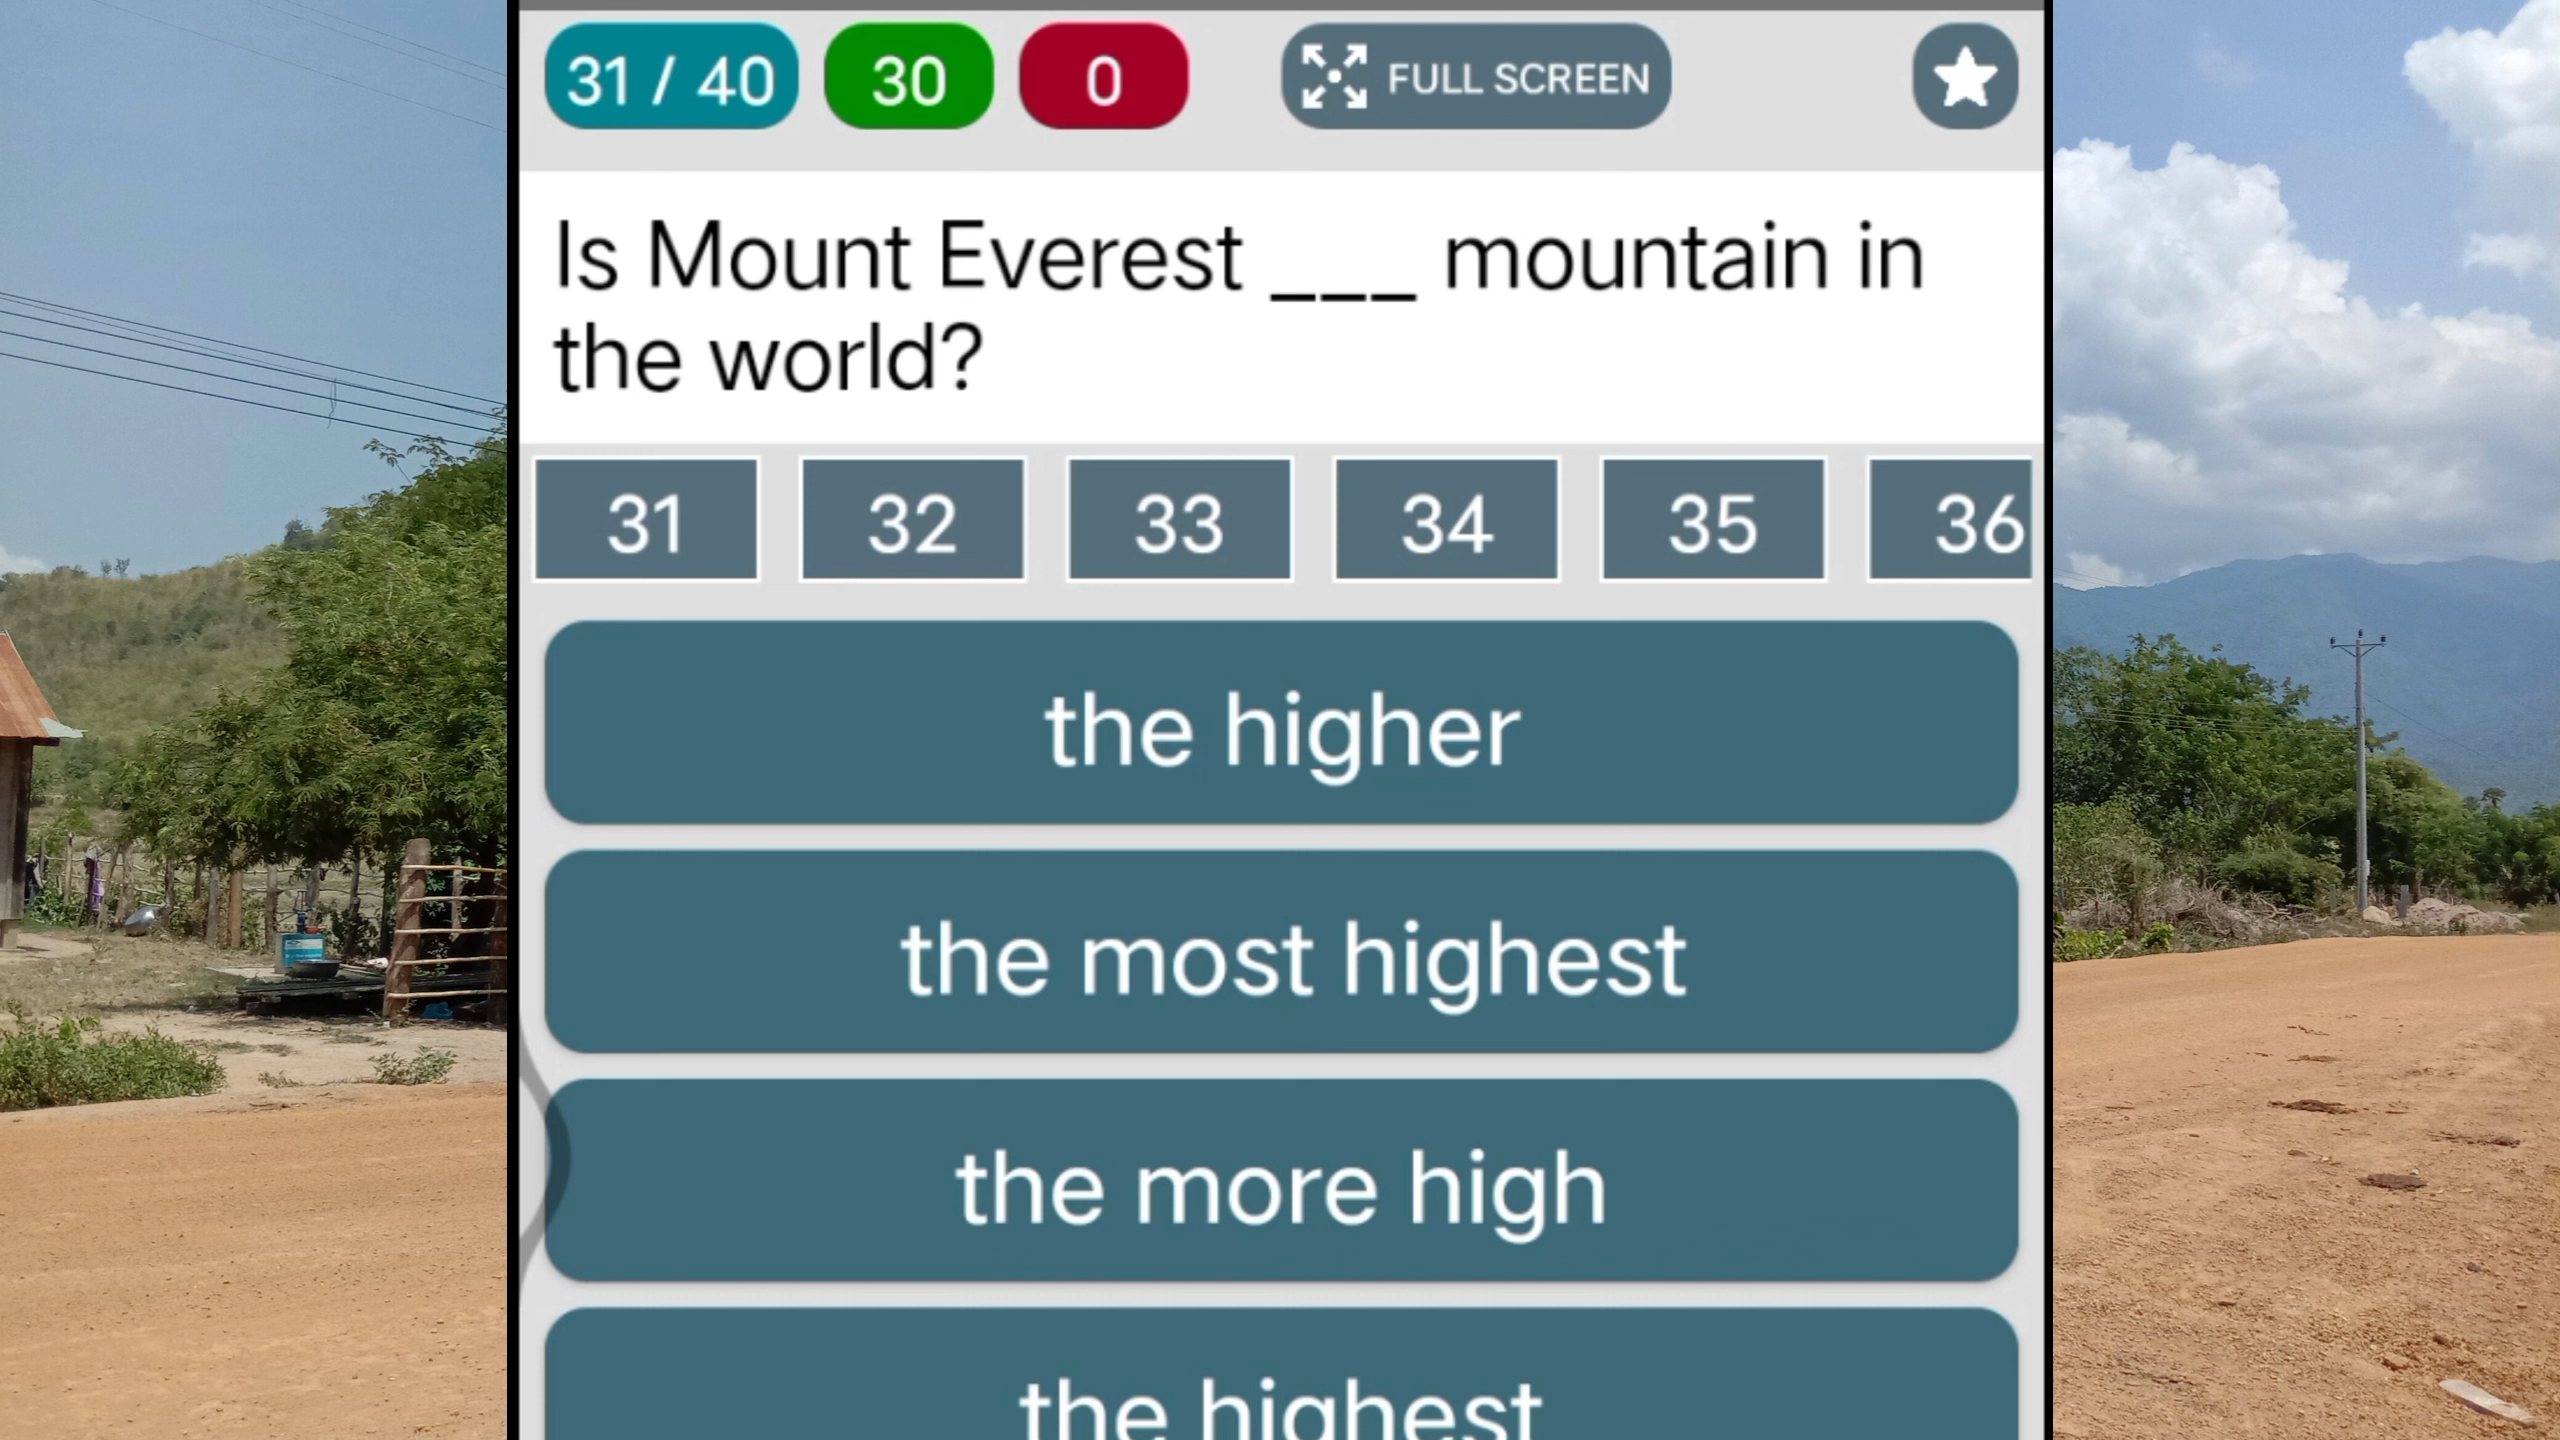 31 / 40 30 0 FULL SCREEN
Is Mount Everest ___ mountain in
the world?
31 32 33 34 35 36
the higher
the most highest
the more high
the highest